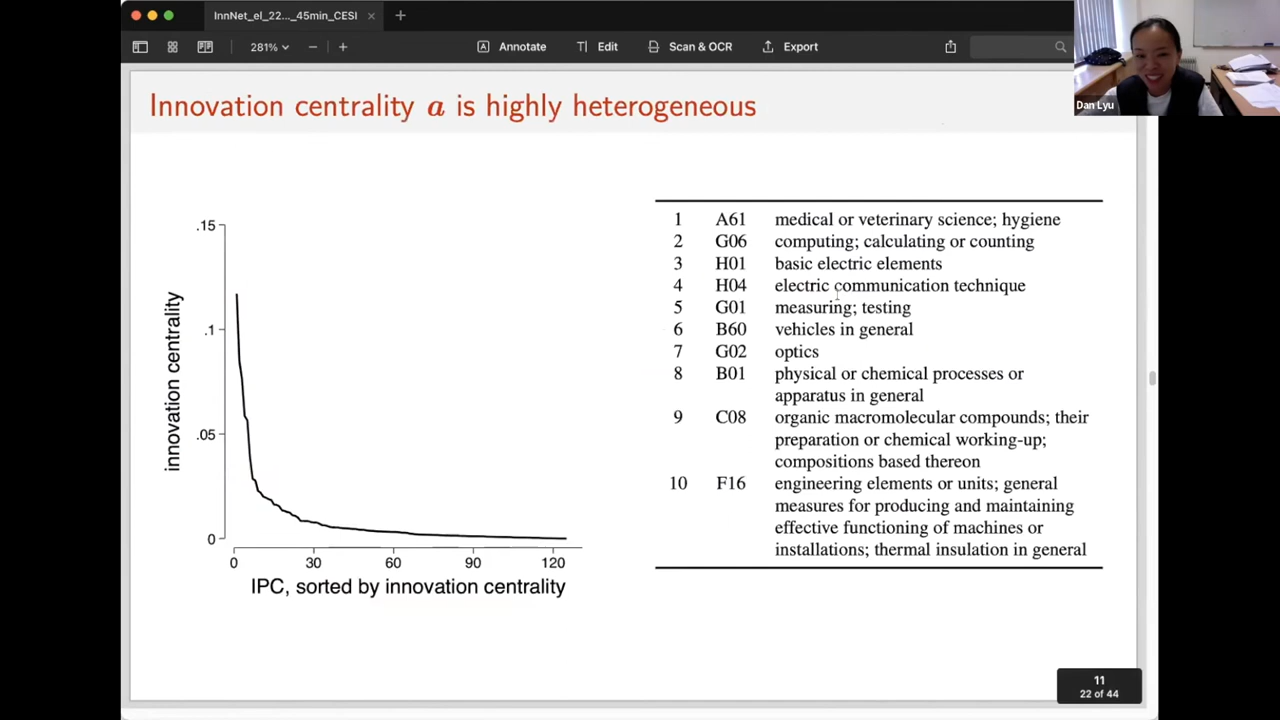 InnNet_el_22..._45min_CESI
281%
Annotate
Edit
Scan & OCR
Export
Dan Lyu
Innovation centrality a is highly heterogeneous
.15
.1
.05
0
innovation centrality
0 30 60 90 120
IPC, sorted by innovation centrality
1 A61 medical or veterinary science; hygiene
2 G06 computing; calculating or counting
3 H01 basic electric elements
4 H04 electric communication technique
5 G01 measuring; testing
6 B60 vehicles in general
7 G02 optics
8 B01 physical or chemical processes or
apparatus in general
9 C08 organic macromolecular compounds; their
preparation or chemical working-up;
compositions based thereon
10 F16 engineering elements or units; general
measures for producing and maintaining
effective functioning of machines or
installations; thermal insulation in general
11
22 of 44